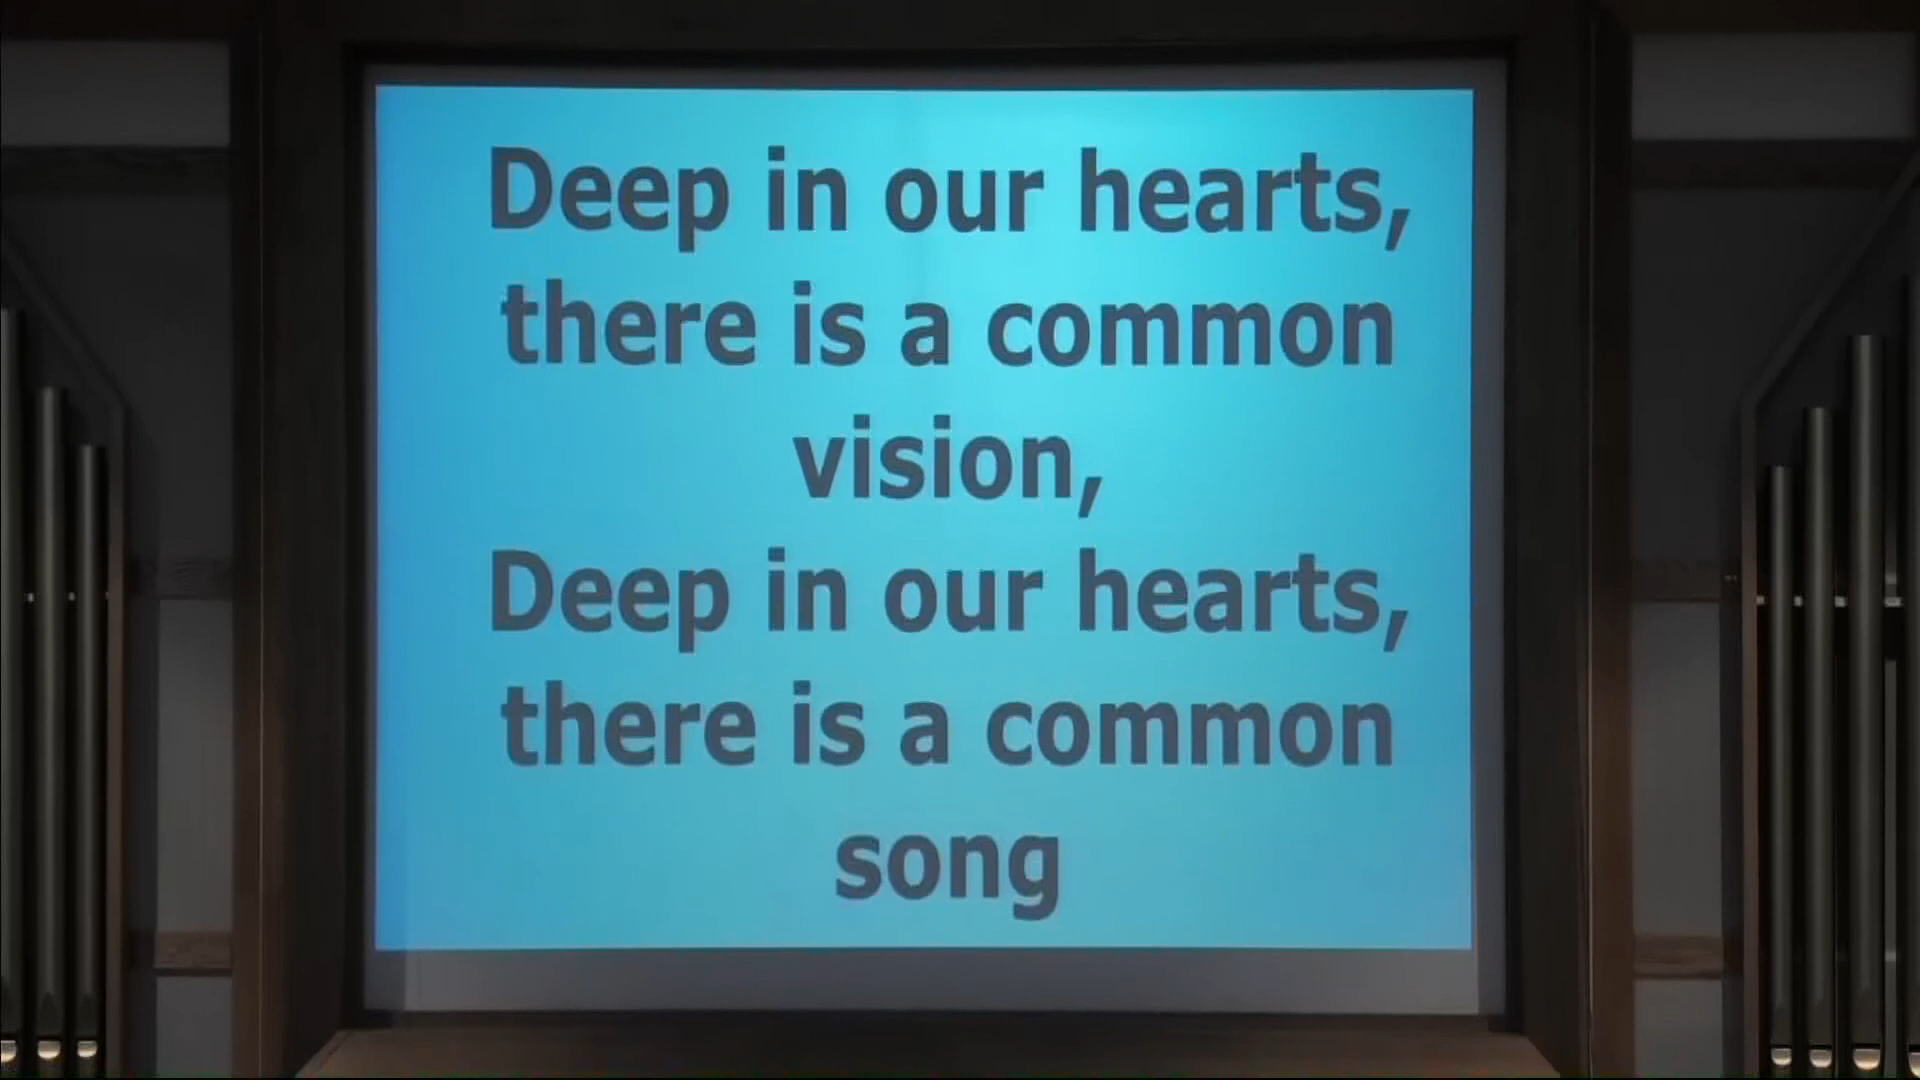 Deep in our hearts,
there is a common
vision,
Deep in our hearts,
there is a common
song